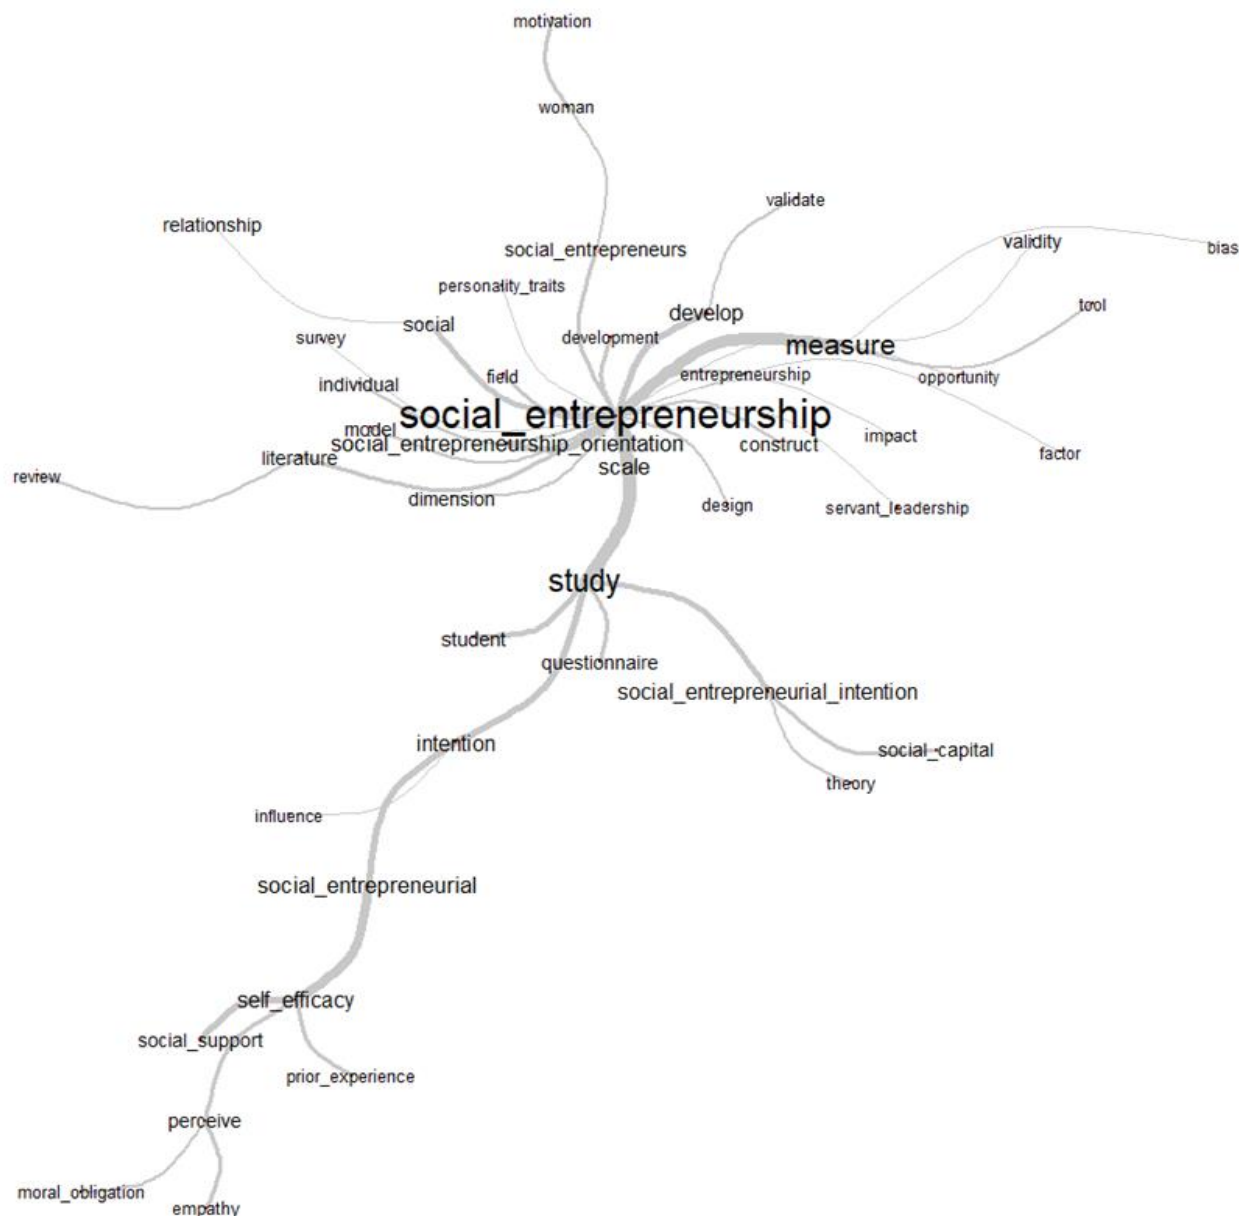 motivation
woman
validate
relationship
validity
bias
social_entrepreneurs
personality_traits
tool
develop
social
survey
development
measure
field
entrepreneurship
opportunity
individual
social_entrepreneurship
model
impact
social_entrepreneurship_orientation
construct
factor
literature
scale
review
dimension
design
servant_leadership
study
student
questionnaire
social_entrepreneurial_intention
intention
social_capital
theory
influence
social_entrepreneurial
self_efficacy
social_support
prior_experience
perceive
moral_obligation
empathy